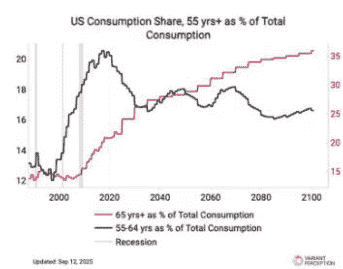 US Consumption Share, 55 yrs+ as % of Total
Consumption
20
18
16
14
12
35
30
25
20
15
2000
2020
2040
2060
2080
2100
65 yrs+ as % of Total Consumption
55-64 yrs as % of Total Consumption
Recession
Updated: Sep 12, 2025
VARIANT
PERCEPTION